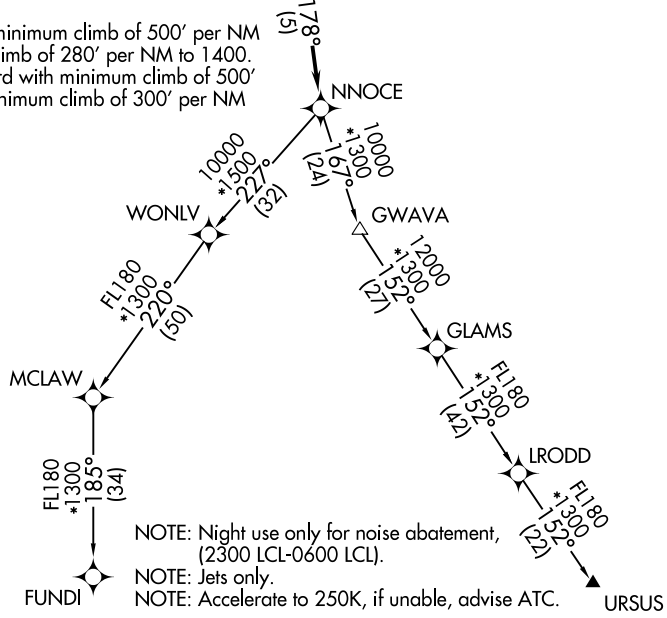 minimum climb of 500' per NM
imb of 280' per NM to 1400.
rd with minimum climb of 500'
nimum climb of 300' per NM
178°
(5)
NNOCE
10000
*1500
227°
(32)
10000
*1300
167°
(24)
WONLV
GWAVA
FL180
*1300
220°
(50)
12000
*1300
152°
(27)
GLAMS
MCLAW
FL180
*1300
152°
(42)
LRODD
FL180
*1300
185°
(34)
FL180
*1300
152°
(22)
NOTE: Night use only for noise abatement,
(2300 LCL-0600 LCL).
NOTE: Jets only.
NOTE: Accelerate to 250K, if unable, advise ATC.
FUNDI
URSUS